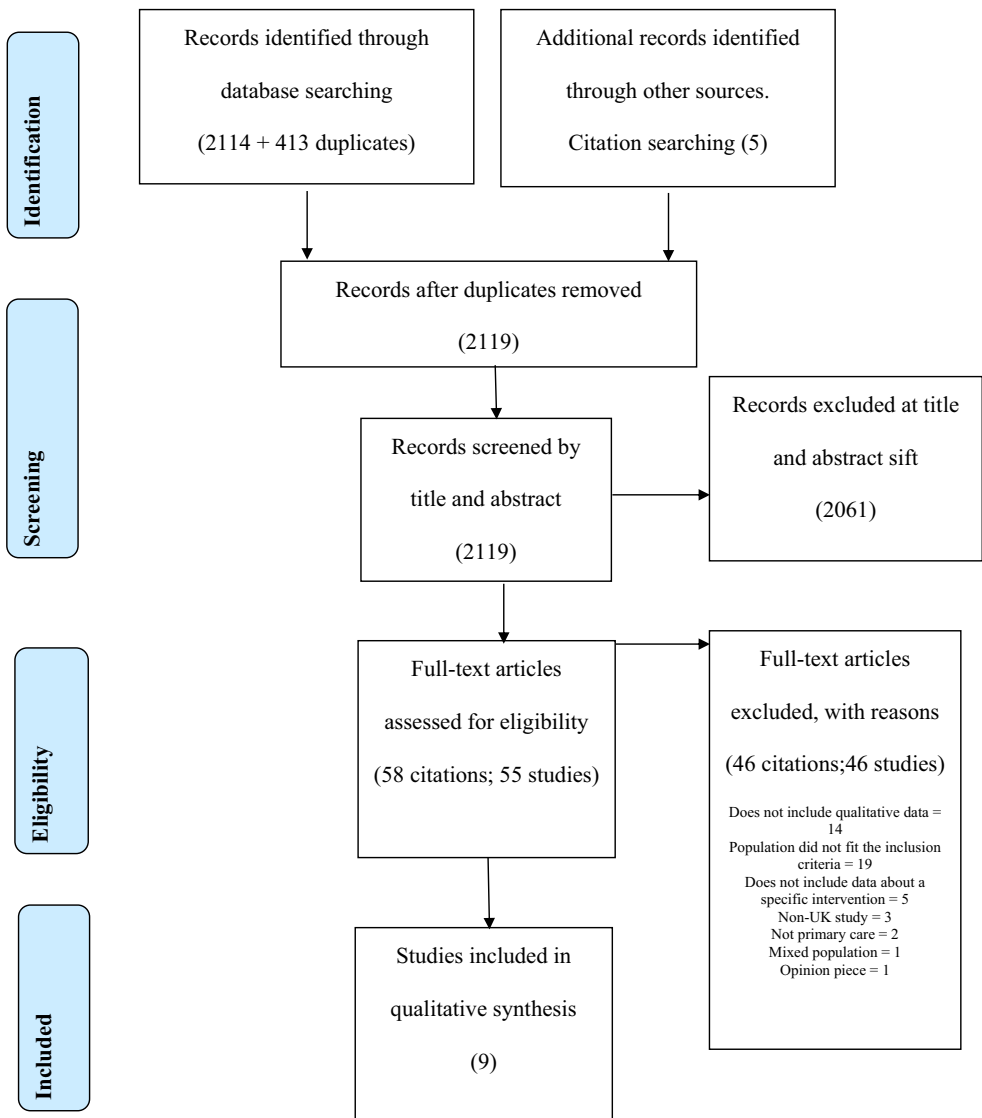 Identification
Records identified through
database searching
(2114 + 413 duplicates)
Additional records identified
through other sources.
Citation searching (5)
Records after duplicates removed
(2119)
Screening
Records screened by
title and abstract
(2119)
Records excluded at title
and abstract sift
(2061)
Eligibility
Full-text articles
assessed for eligibility
(58 citations; 55 studies)
Full-text articles
excluded, with reasons
(46 citations;46 studies)
Does not include qualitative data =
14
Population did not fit the inclusion
criteria = 19
Does not include data about a
specific intervention = 5
Non-UK study = 3
Not primary care = 2
Mixed population = 1
Opinion piece = 1
Included
Studies included in
qualitative synthesis
(9)